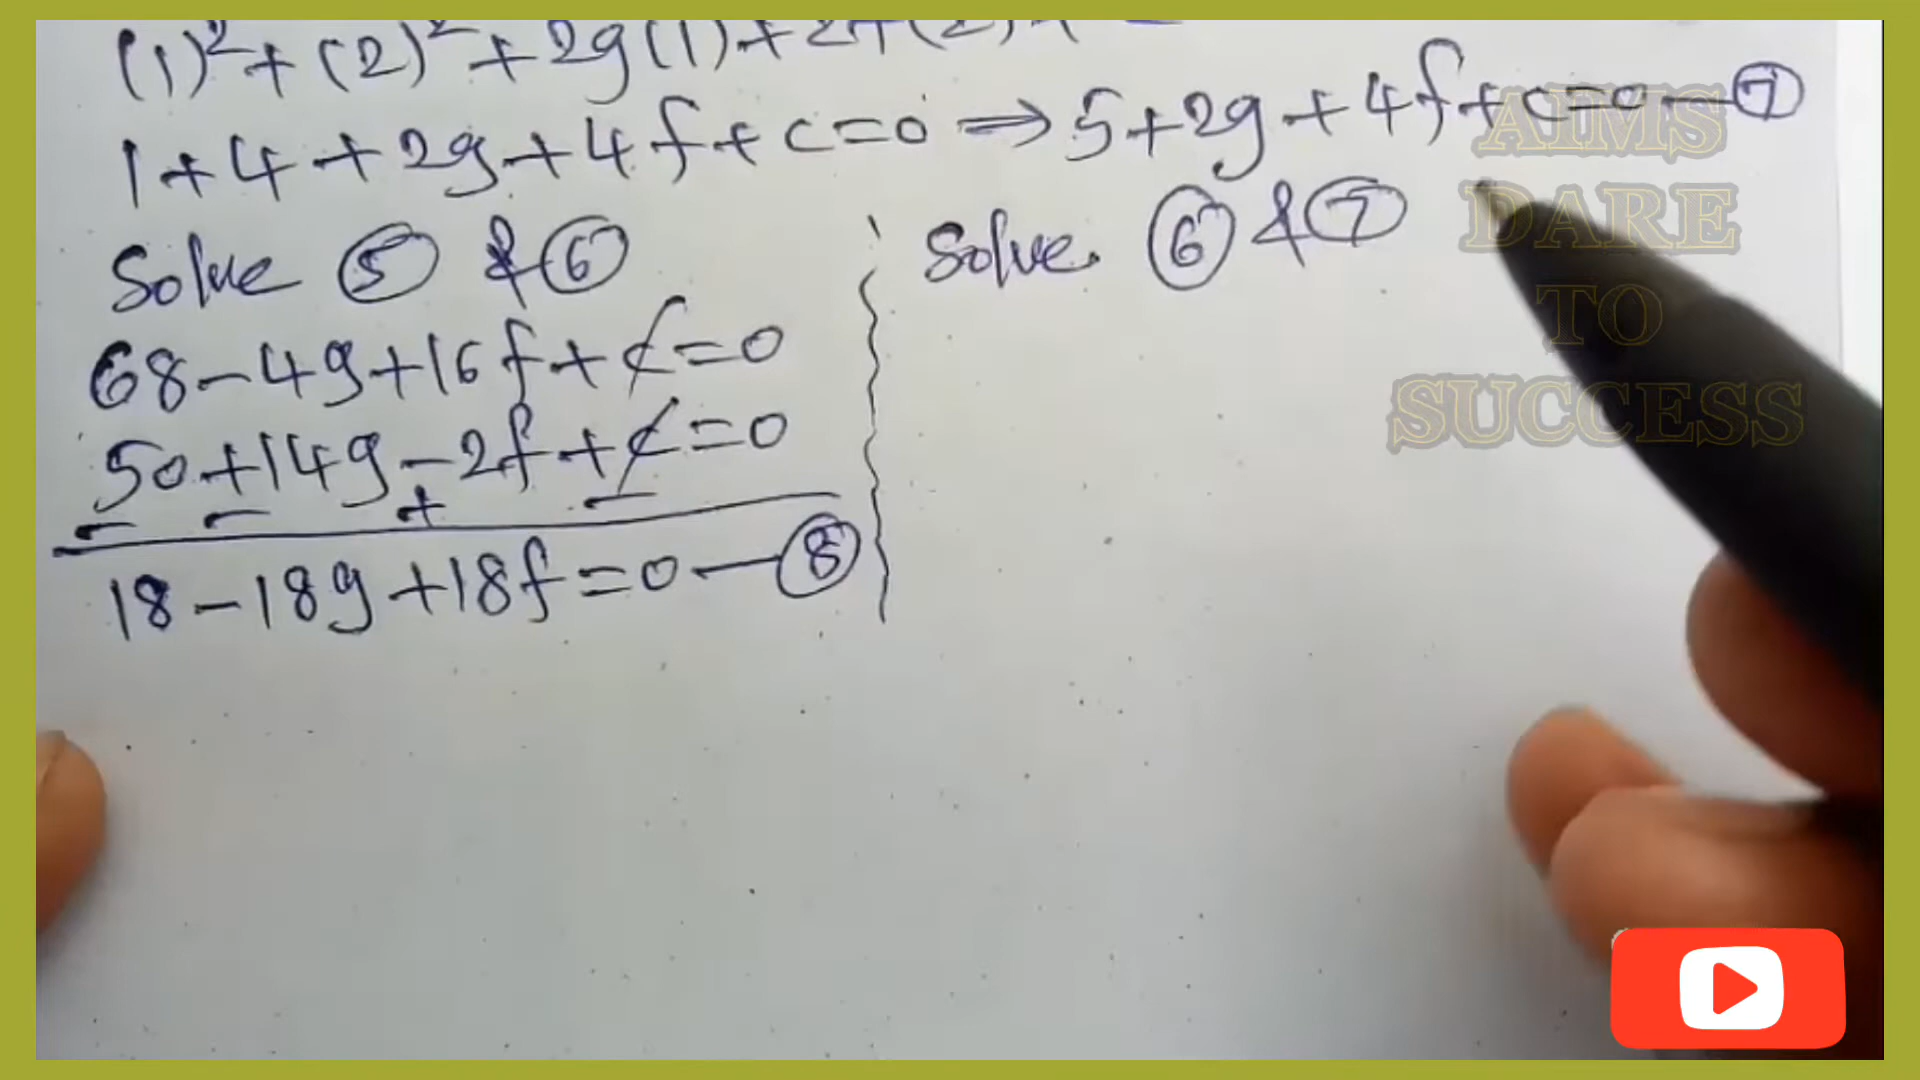 (1)²+(2)²+2g(1)+2f(2)+
1+4+2g+4f+c=0 ⇒ 5+2g+4f+c=0—⑦
Solve ⑤ & ⑥
68-4g+16f+c=0
50+14g-2f+c=0
- - + -
18-18g+18f=0—⑧
Solve ⑥ & ⑦
AIMS
DARE
TO
SUCCESS